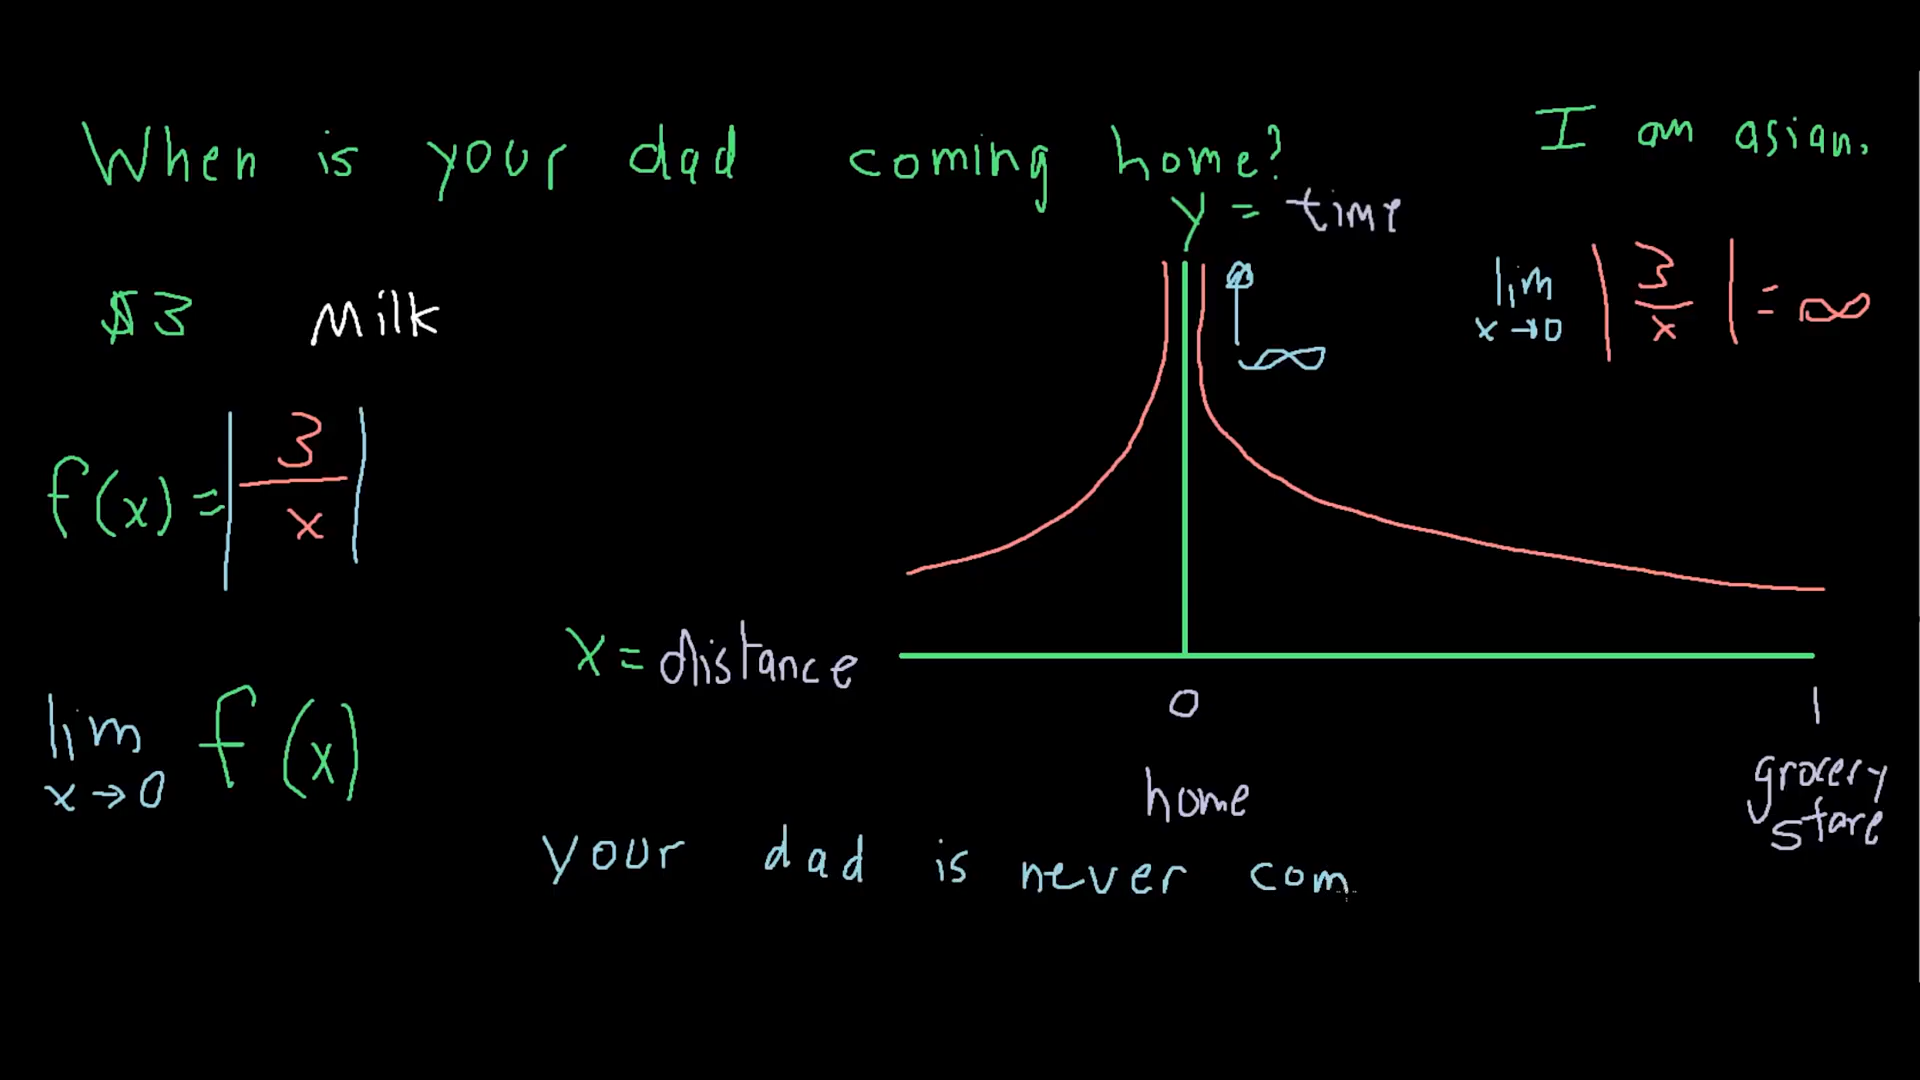 When is your dad coming home?
I am asian.
y = time
$3 Milk
∞
lim x→0 | 3/x | = ∞
f(x) = | 3/x |
x = distance
0
1
home
grocery
store
lim x→0 f(x)
your dad is never com